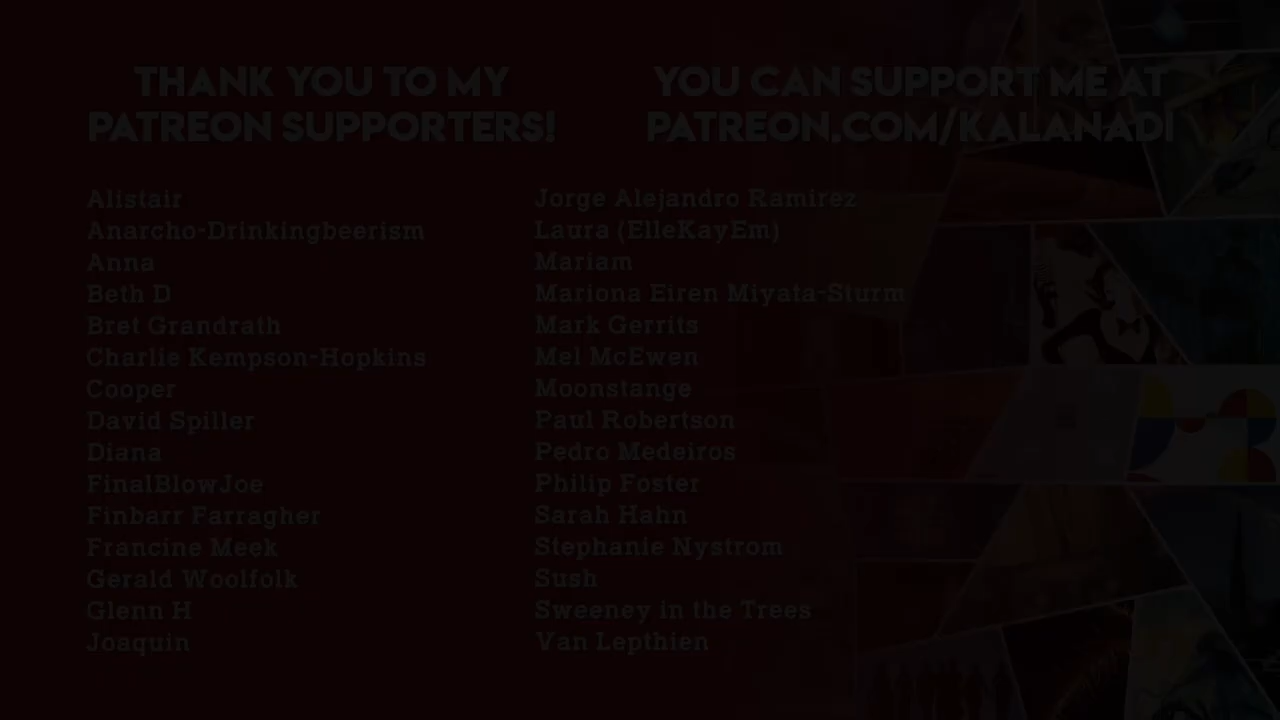 THANK YOU TO MY
PATREON SUPPORTERS!
YOU CAN SUPPORT ME AT
PATREON.COM/KALANADI
Alistair
Anarcho-Drinkingbeerism
Anna
Beth D
Bret Grandrath
Charlie Kempson-Hopkins
Cooper
David Spiller
Diana
FinalBlowJoe
Finbarr Farragher
Francine Meek
Gerald Woolfolk
Glenn H
Joaquin
Jorge Alejandro Ramirez
Laura (ElleKayEm)
Mariam
Mariona Eiren Miyata-Sturm
Mark Gerrits
Mel McEwen
Moonstange
Paul Robertson
Pedro Medeiros
Philip Foster
Sarah Hahn
Stephanie Nystrom
Sush
Sweeney in the Trees
Van Lepthien